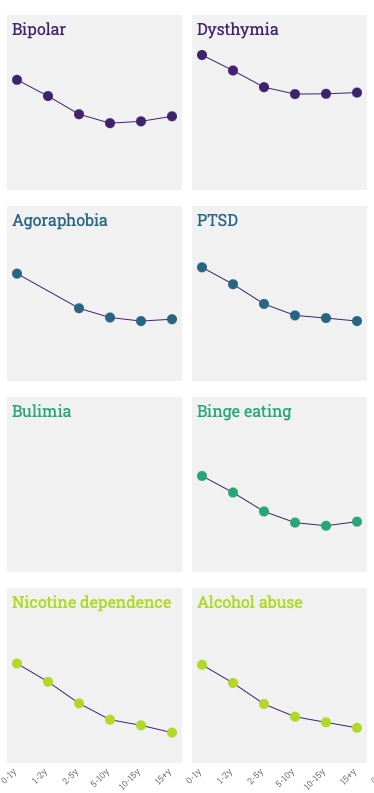 Bipolar
Dysthymia
Agoraphobia
PTSD
Bulimia
Binge eating
Nicotine dependence
Alcohol abuse
0-1y 1-2y 2-5y 5-10y 10-15y 15+y 0-1y 1-2y 2-5y 5-10y 10-15y 15+y